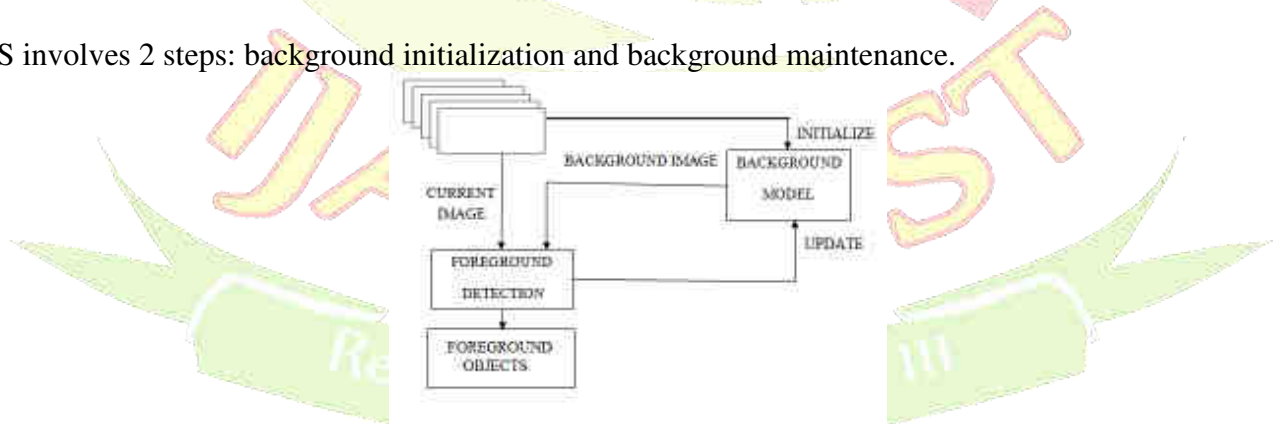 S involves 2 steps: background initialization and background maintenance.
INITIALIZE
BACKGROUND IMAGE
BACKGROUND
MODEL
CURRENT
IMAGE
UPDATE
FOREGROUND
DETECTION
FOREGROUND
OBJECTS